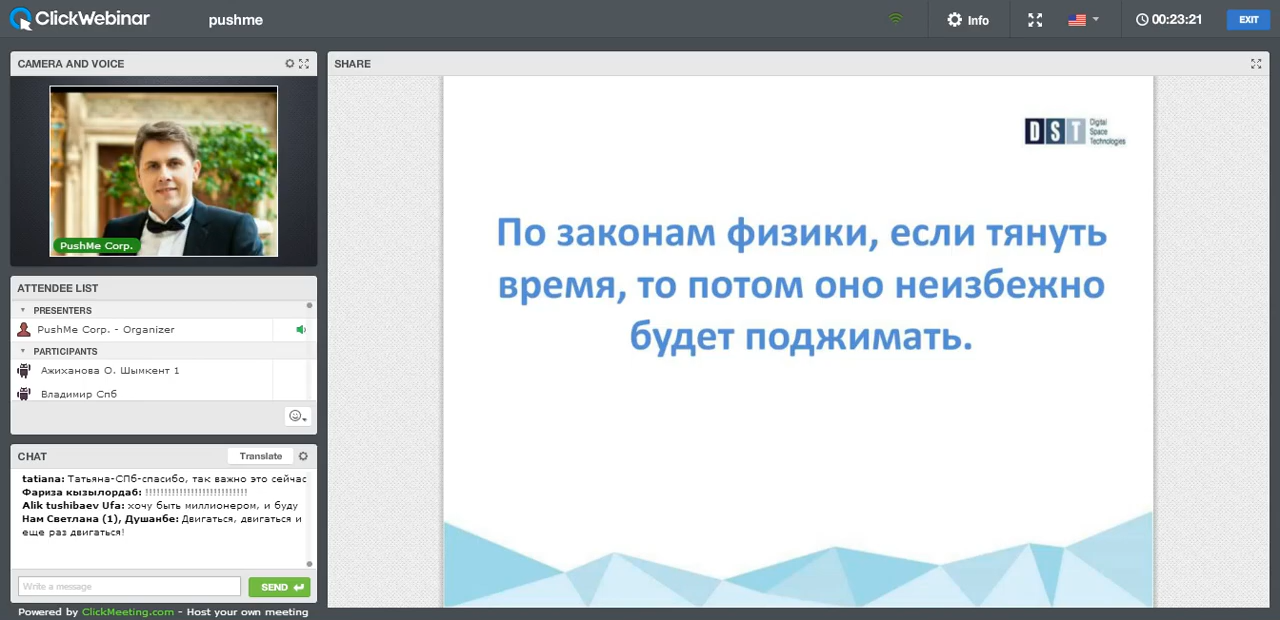 ClickWebinar
pushme
Info
00:23:21
EXIT
CAMERA AND VOICE
PushMe Corp.
ATTENDEE LIST
PRESENTERS
PushMe Corp. - Organizer
PARTICIPANTS
Ажиханова О. Шымкент 1
Владимир Спб
CHAT
Translate
tatiana: Татьяна-СПб-спасибо, так важно это сейчас
Фариза кызылордаб: !!!!!!!!!!!!!!!!!!!!!!!!!!!
Alik tushibaev Ufa: хочу быть миллионером, и буду
Нам Светлана (1), Душанбе: Двигаться, двигаться и
еще раз двигаться!
Write a message
SEND
Powered by ClickMeeting.com - Host your own meeting
SHARE
DST
Digital
Space
Technologies
По законам физики, если тянуть
время, то потом оно неизбежно
будет поджимать.